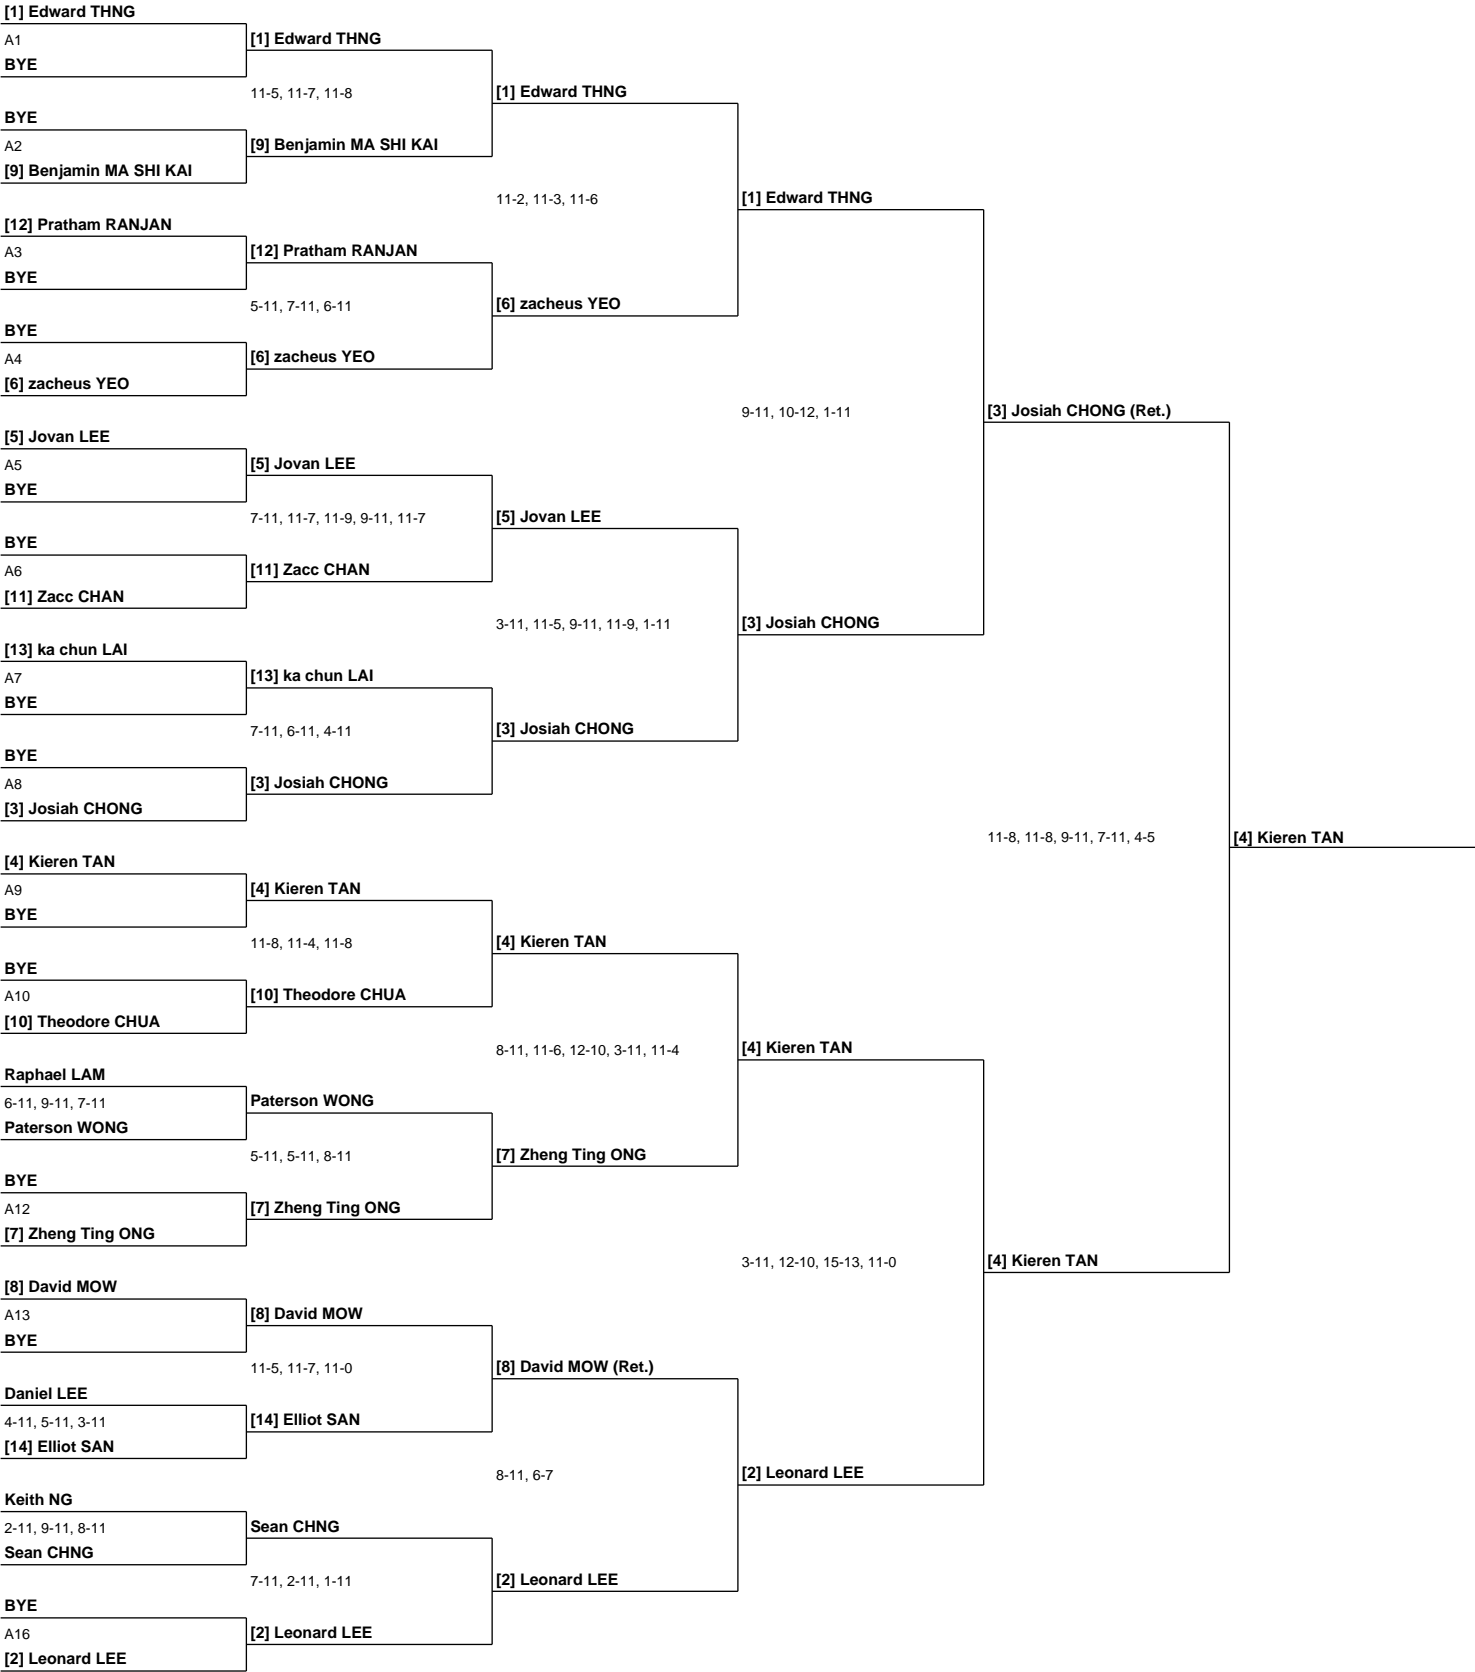 [1] Edward THNG
A1
[1] Edward THNG
BYE
11-5, 11-7, 11-8
[1] Edward THNG
BYE
A2
[9] Benjamin MA SHI KAI
[9] Benjamin MA SHI KAI
11-2, 11-3, 11-6
[1] Edward THNG
[12] Pratham RANJAN
A3
[12] Pratham RANJAN
BYE
5-11, 7-11, 6-11
[6] zacheus YEO
BYE
A4
[6] zacheus YEO
[6] zacheus YEO
9-11, 10-12, 1-11
[3] Josiah CHONG (Ret.)
[5] Jovan LEE
A5
[5] Jovan LEE
BYE
7-11, 11-7, 11-9, 9-11, 11-7
[5] Jovan LEE
BYE
A6
[11] Zacc CHAN
[11] Zacc CHAN
3-11, 11-5, 9-11, 11-9, 1-11
[3] Josiah CHONG
[13] ka chun LAI
A7
[13] ka chun LAI
BYE
7-11, 6-11, 4-11
[3] Josiah CHONG
BYE
A8
[3] Josiah CHONG
[3] Josiah CHONG
11-8, 11-8, 9-11, 7-11, 4-5
[4] Kieren TAN
[4] Kieren TAN
A9
[4] Kieren TAN
BYE
11-8, 11-4, 11-8
[4] Kieren TAN
BYE
A10
[10] Theodore CHUA
[10] Theodore CHUA
8-11, 11-6, 12-10, 3-11, 11-4
[4] Kieren TAN
Raphael LAM
6-11, 9-11, 7-11
Paterson WONG
Paterson WONG
5-11, 5-11, 8-11
[7] Zheng Ting ONG
BYE
A12
[7] Zheng Ting ONG
[7] Zheng Ting ONG
3-11, 12-10, 15-13, 11-0
[4] Kieren TAN
[8] David MOW
A13
[8] David MOW
BYE
11-5, 11-7, 11-0
[8] David MOW (Ret.)
Daniel LEE
4-11, 5-11, 3-11
[14] Elliot SAN
[14] Elliot SAN
8-11, 6-7
[2] Leonard LEE
Keith NG
2-11, 9-11, 8-11
Sean CHNG
Sean CHNG
7-11, 2-11, 1-11
[2] Leonard LEE
BYE
A16
[2] Leonard LEE
[2] Leonard LEE